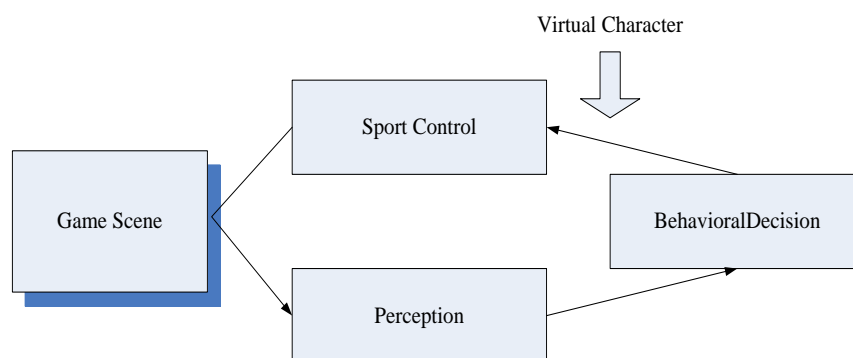 Virtual Character
Sport Control
Game Scene
BehavioralDecision
Perception